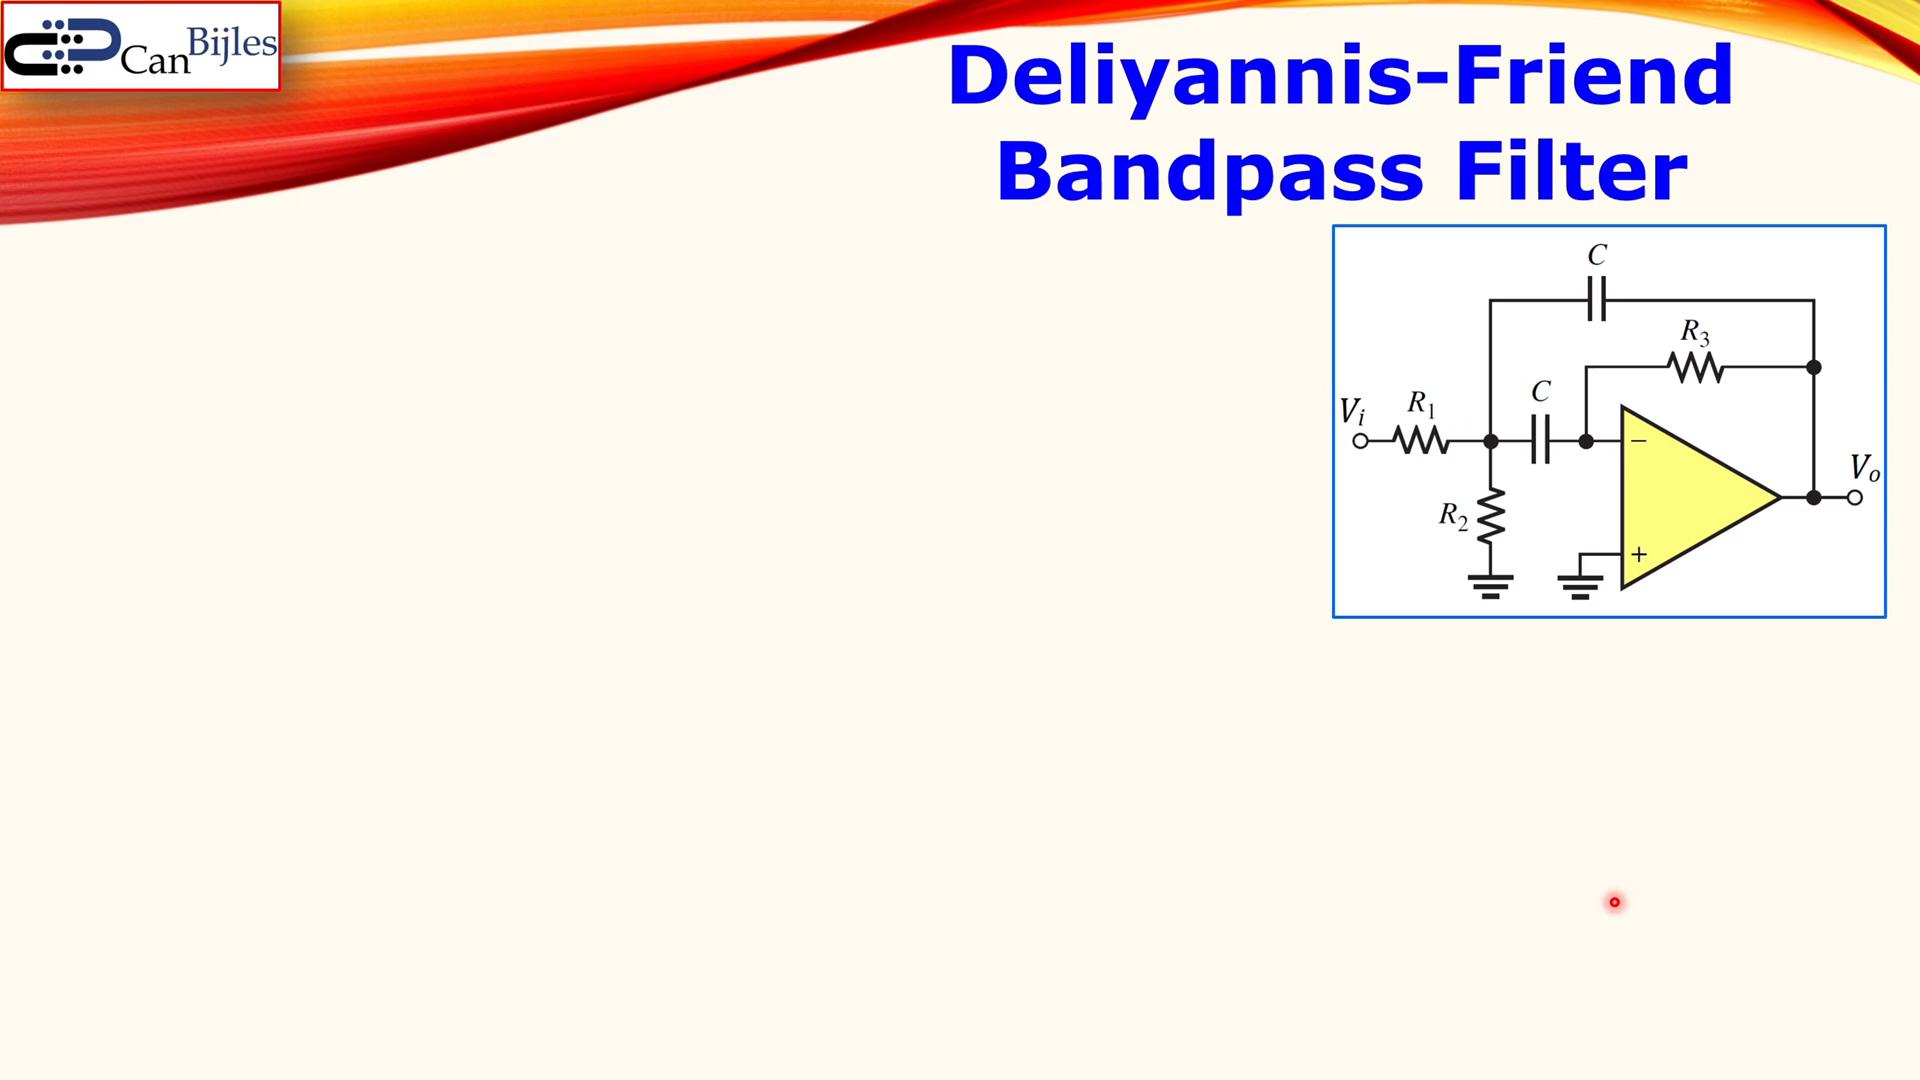 Can Bijles
Deliyannis-Friend
Bandpass Filter
C
R3
C
Vi
R1
Vo
R2
−
+